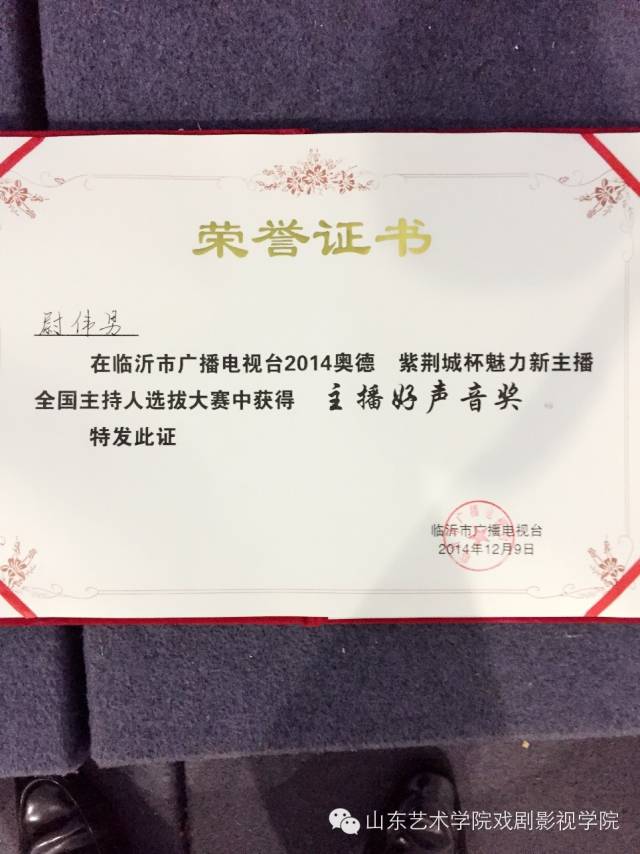 荣誉证书
尉伟男
在临沂市广播电视台2014奥德 紫荆城杯魅力新主播
全国主持人选拔大赛中获得 主播好声音奖
特发此证
临沂市广播电视台
2014年12月9日
山东艺术学院戏剧影视学院